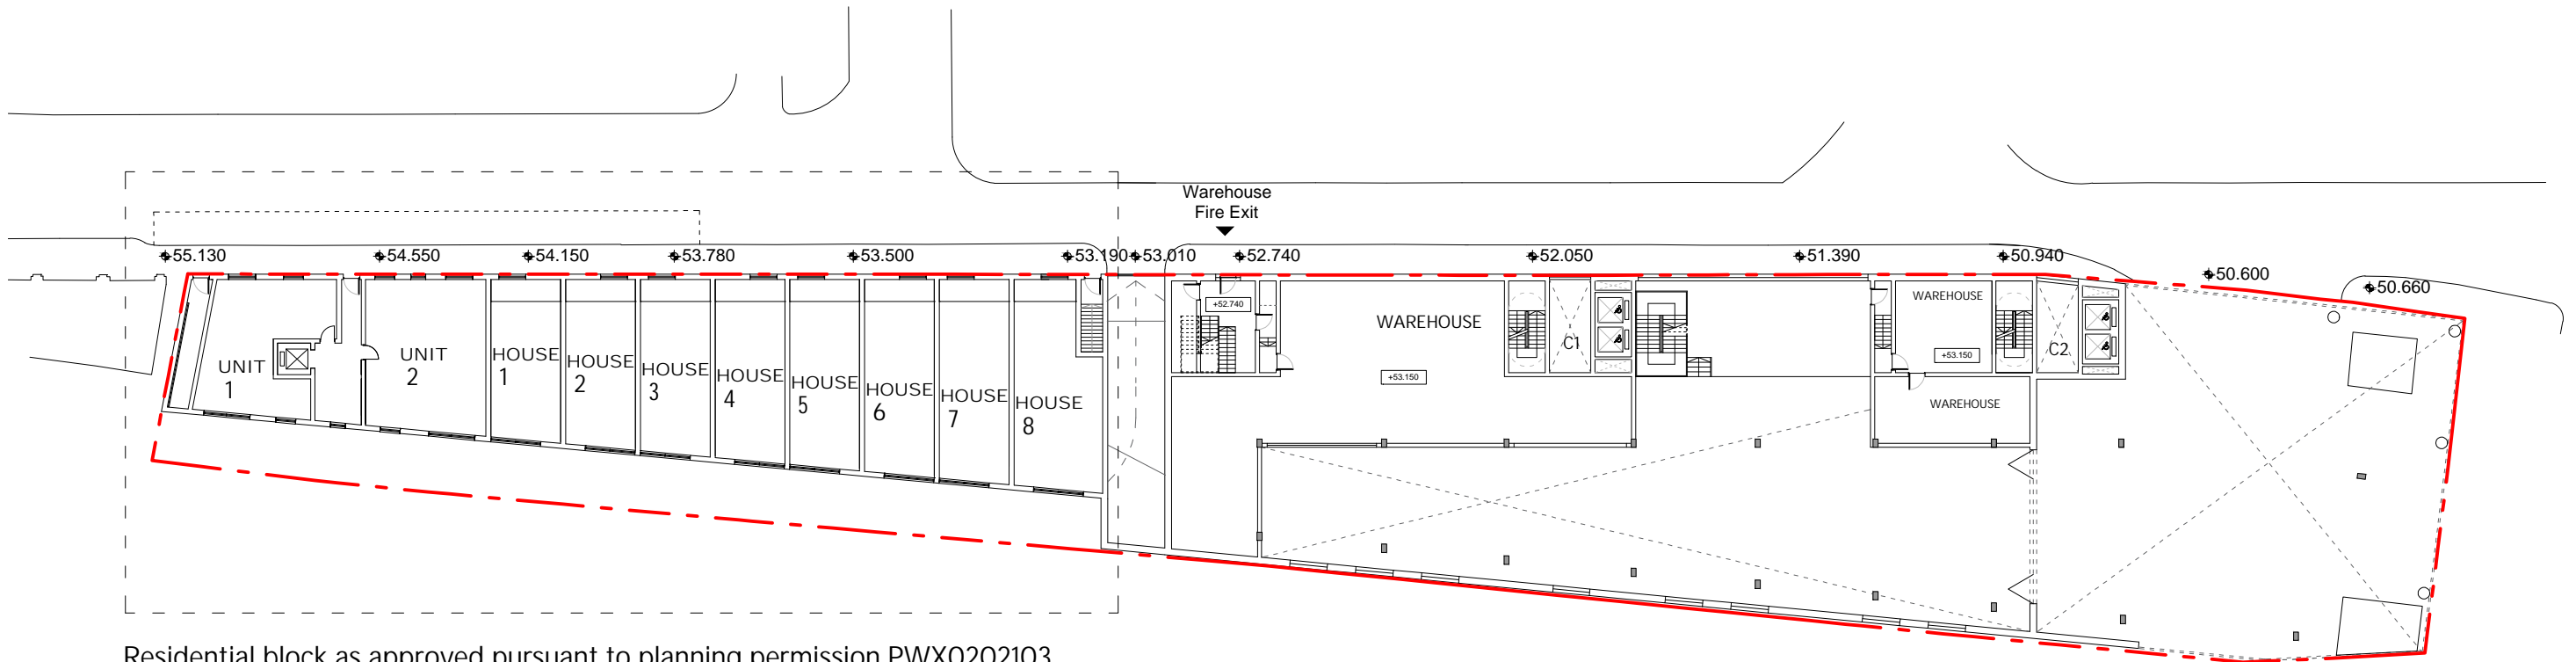 Warehouse
Fire Exit
55.130
54.550
54.150
53.780
53.500
53.190
53.010
52.740
52.050
51.390
50.940
50.600
50.660
+52.740
WAREHOUSE
WAREHOUSE
UNIT
1
UNIT
2
HOUSE
1
HOUSE
2
HOUSE
3
HOUSE
4
HOUSE
5
HOUSE
6
HOUSE
7
HOUSE
8
C1
C2
+53.150
+53.150
WAREHOUSE
Residential block as approved pursuant to planning permission PWX0202103